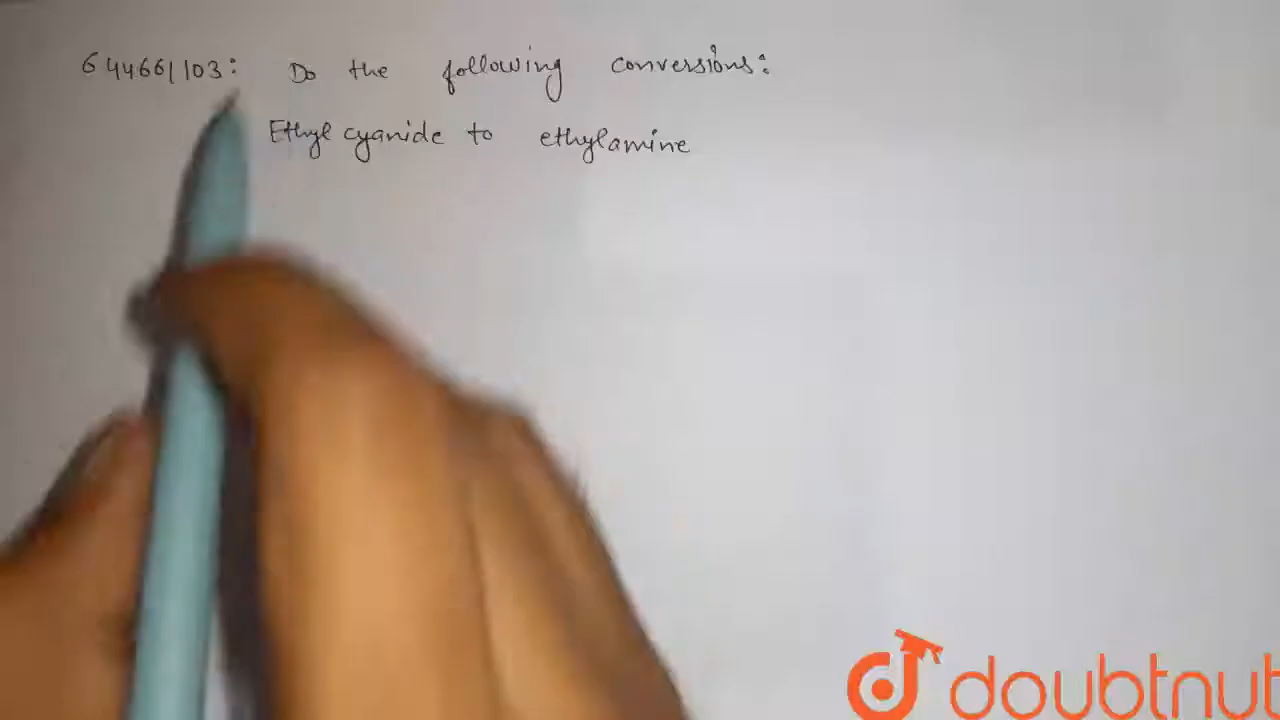 644661103: Do the following conversions:
Ethyl cyanide to ethylamine
doubtnut